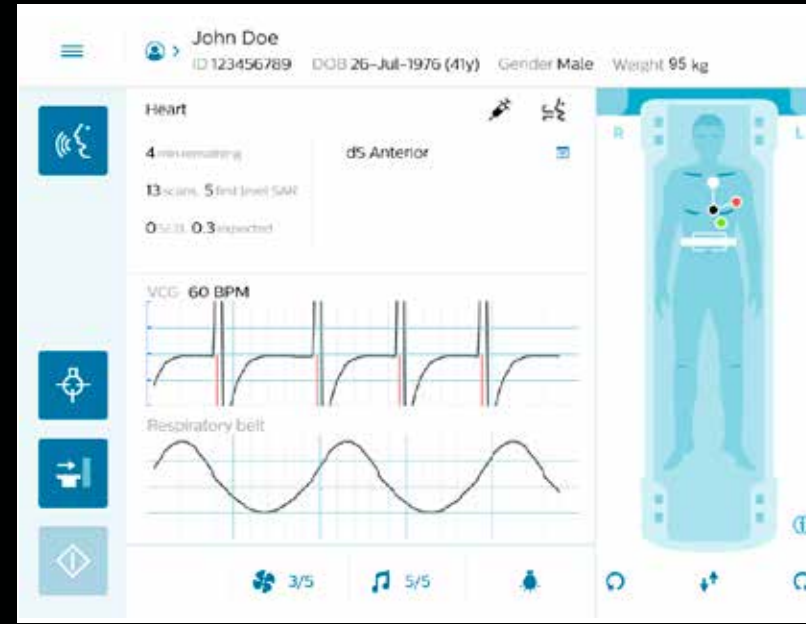 John Doe
ID 123456789 DOB 26-Jul-1976 (41y) Gender Male Weight 95 kg
Heart
4 min remaining
dS Anterior
13 scans, 5 first level SAR
0 0.3 expected
R
L
VCG 60 BPM
Respiratory belt
3/5
5/5